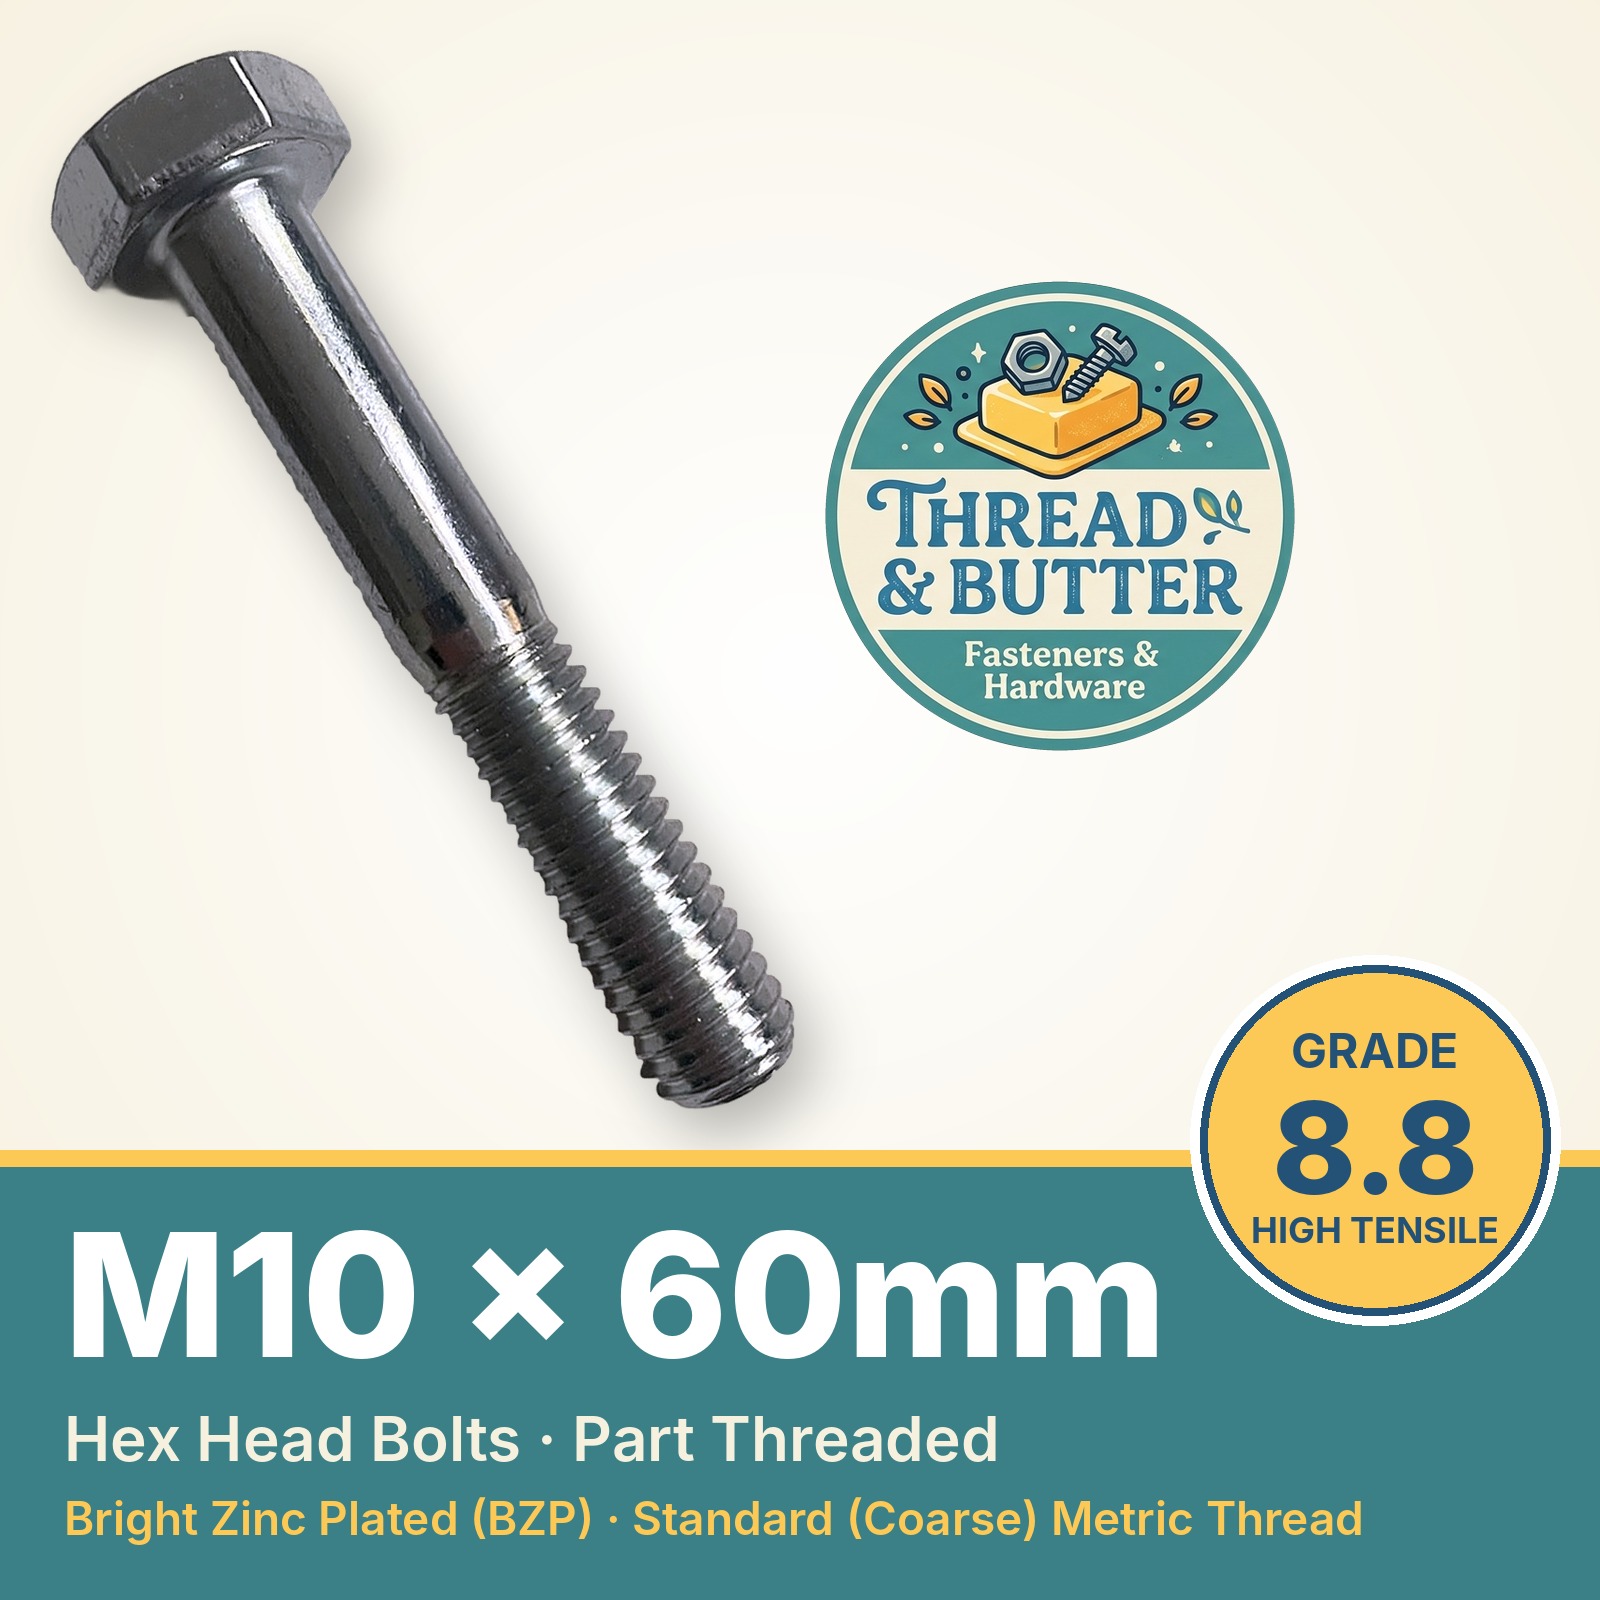 THREAD
& BUTTER
Fasteners &
Hardware
GRADE
8.8
HIGH TENSILE
M10 × 60mm
Hex Head Bolts · Part Threaded
Bright Zinc Plated (BZP) · Standard (Coarse) Metric Thread